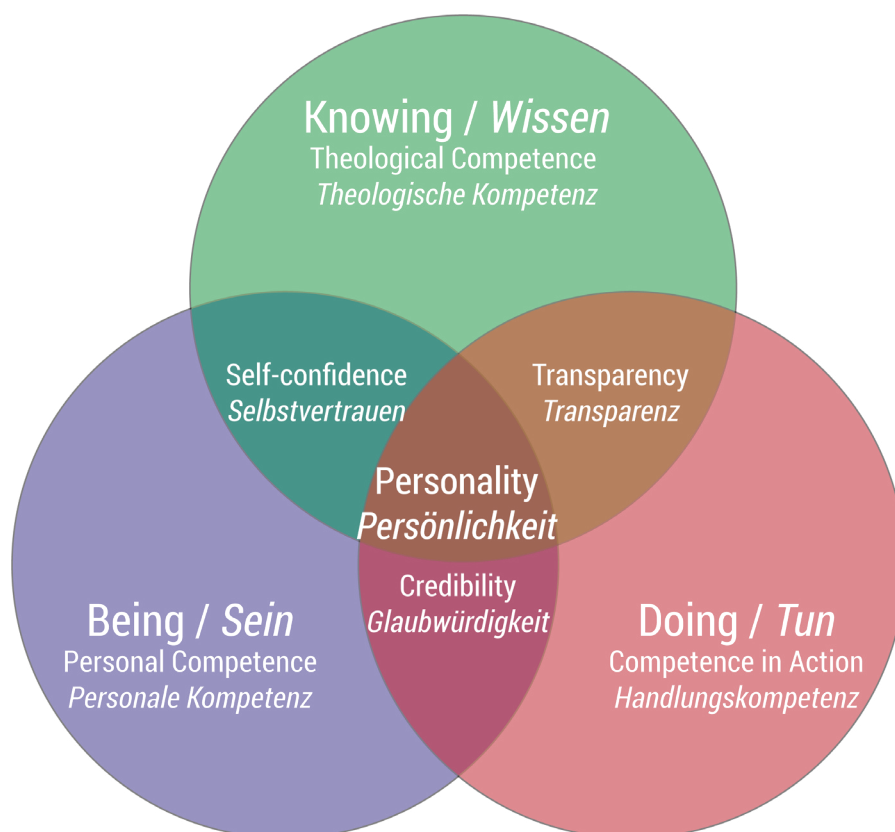 Knowing / Wissen
Theological Competence
Theologische Kompetenz
Self-confidence
Selbstvertrauen
Transparency
Transparenz
Personality
Persönlichkeit
Credibility
Glaubwürdigkeit
Being / Sein
Personal Competence
Personale Kompetenz
Doing / Tun
Competence in Action
Handlungskompetenz